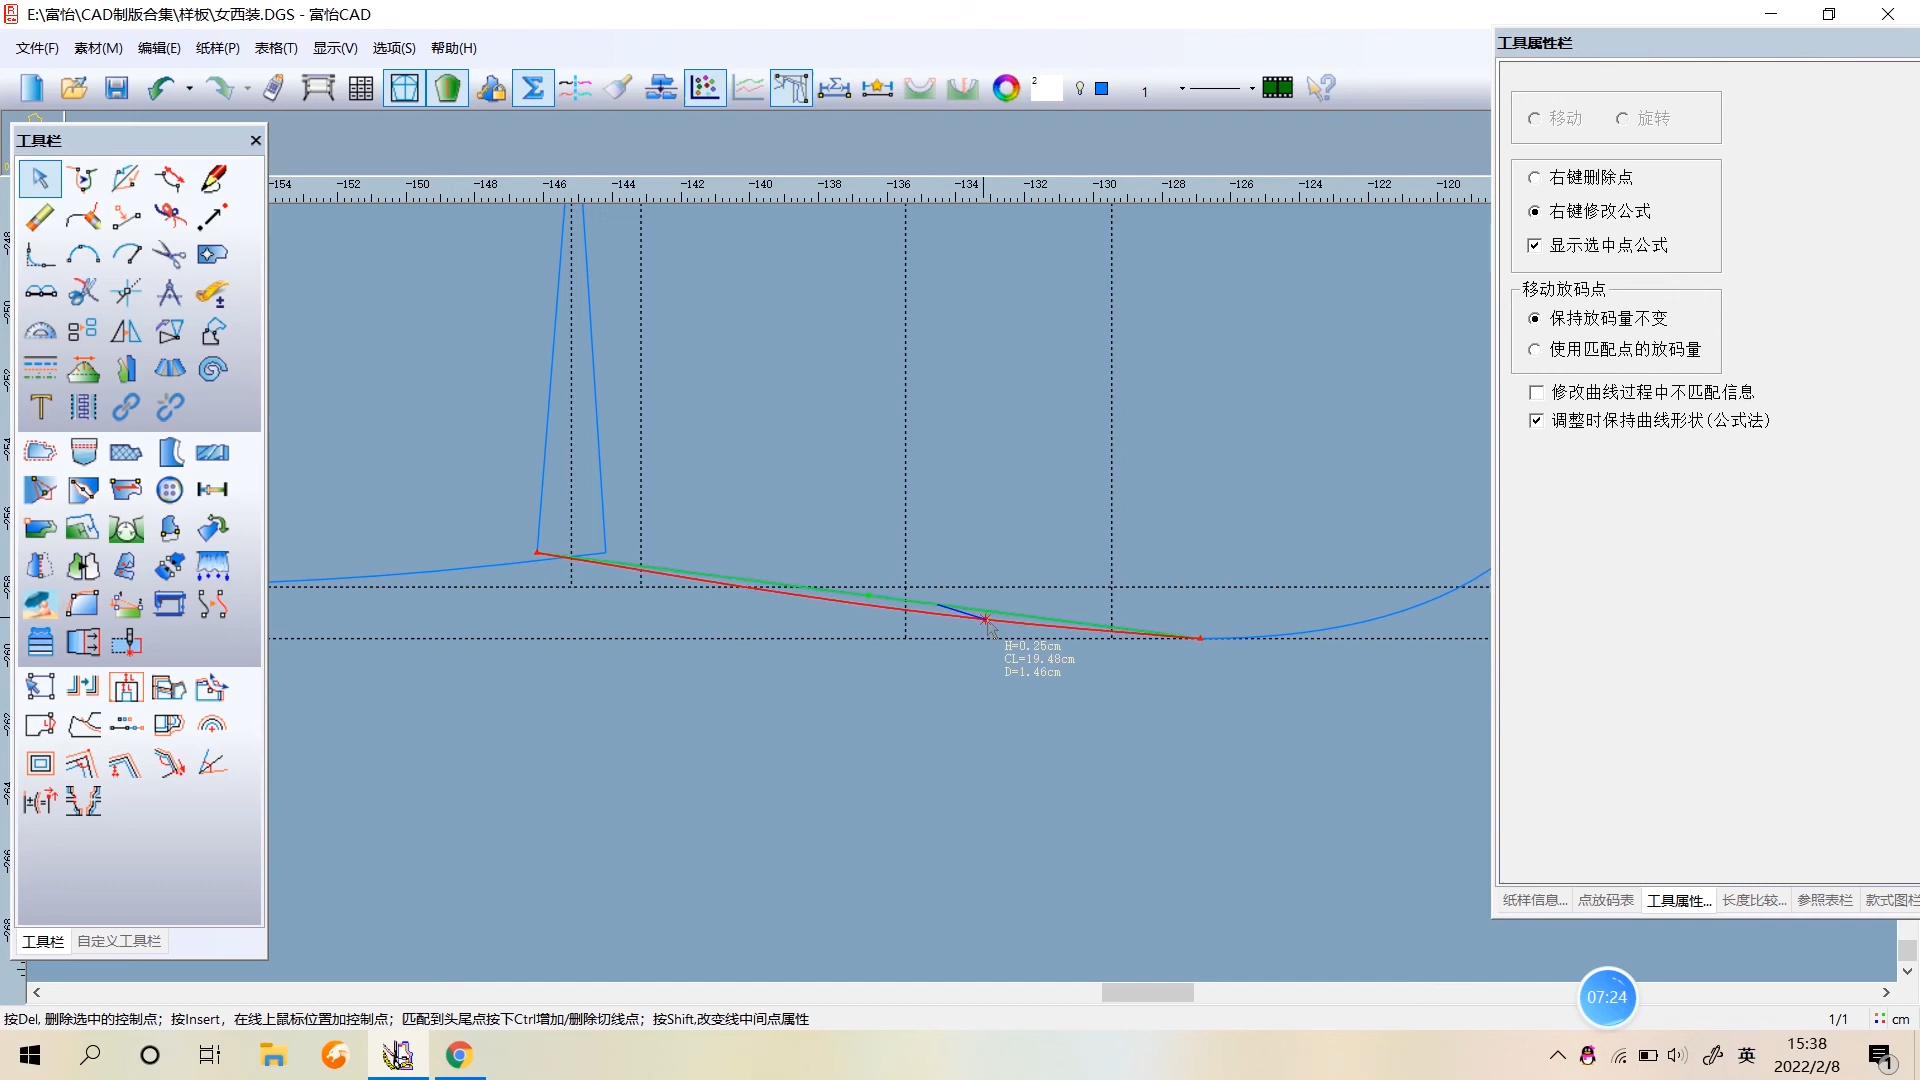 E:\富怡\CAD制版合集\样板\女西装.DGS - 富怡CAD
文件(F) 素材(M) 编辑(E) 纸样(P) 表格(T) 显示(V) 选项(S) 帮助(H)
2
1
工具属性栏
移动 旋转
右键删除点
右键修改公式
显示选中点公式
移动放码点
保持放码量不变
使用匹配点的放码量
修改曲线过程中不匹配信息
调整时保持曲线形状(公式法)
纸样信息... 点放码表 工具属性... 长度比较... 参照表栏 款式图栏
工具栏
-154 -152 -150 -148 -146 -144 -142 -140 -138 -136 -134 -132 -130 -128 -126 -124 -122 -120
H=0.25cm
CL=19.48cm
D=1.46cm
工具栏 自定义工具栏
07:24
按Del, 删除选中的控制点；按Insert，在线上鼠标位置加控制点；匹配到头尾点按下Ctrl增加/删除切线点；按Shift,改变线中间点属性
1/1 cm
英
15:38
2022/2/8
1